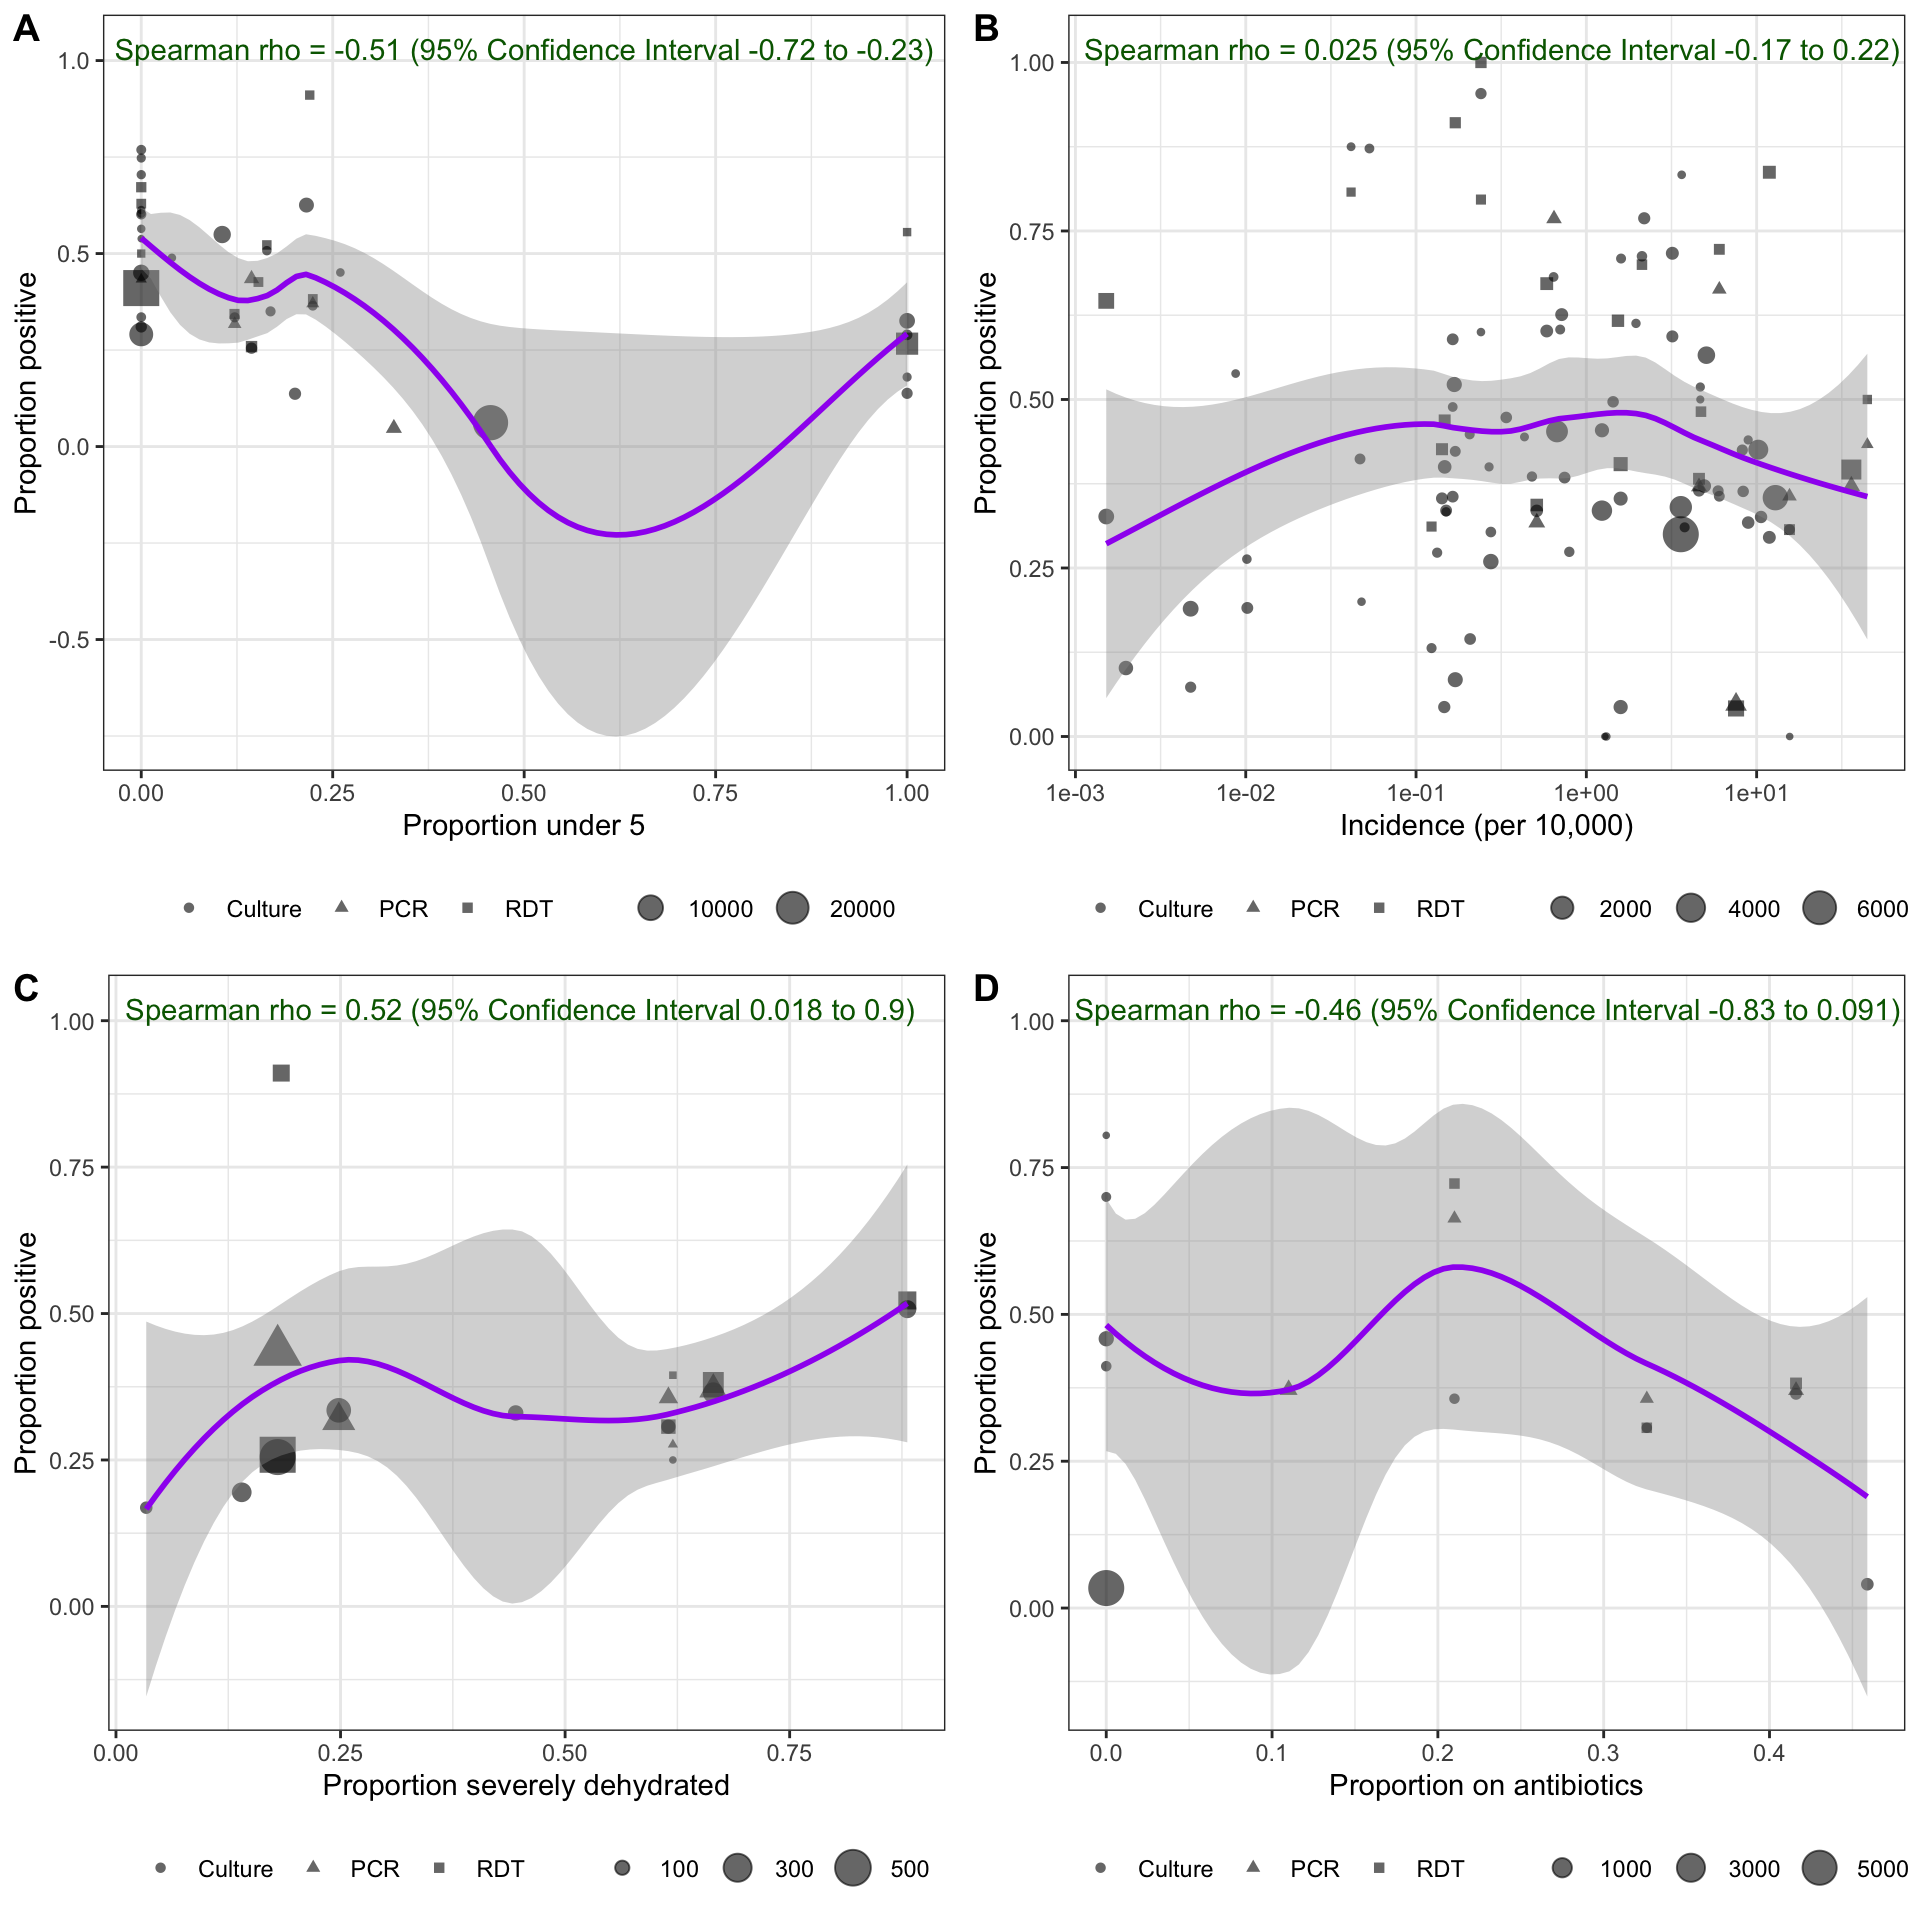 A
Spearman rho = -0.51 (95% Confidence Interval -0.72 to -0.23)
Proportion positive
1.0
0.5
0.0
-0.5
0.00 0.25 0.50 0.75 1.00
Proportion under 5
Culture PCR RDT 10000 20000
B
Spearman rho = 0.025 (95% Confidence Interval -0.17 to 0.22)
Proportion positive
1.00
0.75
0.50
0.25
0.00
1e-03 1e-02 1e-01 1e+00 1e+01
Incidence (per 10,000)
Culture PCR RDT 2000 4000 6000
C
Spearman rho = 0.52 (95% Confidence Interval 0.018 to 0.9)
Proportion positive
1.00
0.75
0.50
0.25
0.00
0.00 0.25 0.50 0.75
Proportion severely dehydrated
Culture PCR RDT 100 300 500
D
Spearman rho = -0.46 (95% Confidence Interval -0.83 to 0.091)
Proportion positive
1.00
0.75
0.50
0.25
0.00
0.0 0.1 0.2 0.3 0.4
Proportion on antibiotics
Culture PCR RDT 1000 3000 5000